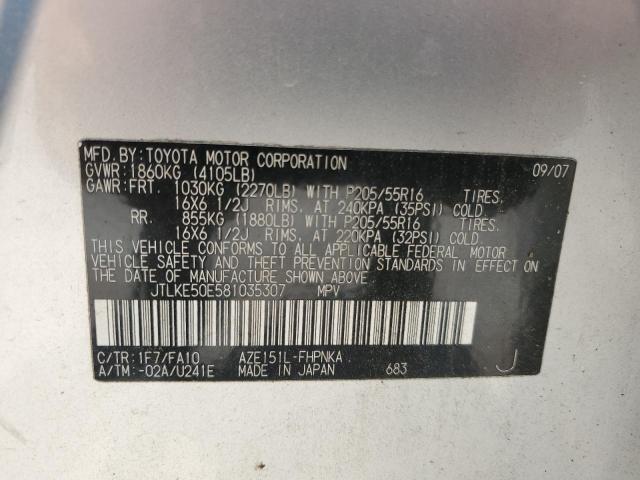 MFD.BY:TOYOTA MOTOR CORPORATION 09/07
GVWR:1860KG (4105LB)
GAWR:FRT. 1030KG (2270LB) WITH P205/55R16 TIRES,
16X6 1/2J RIMS, AT 240KPA (35PSI) COLD.
RR. 855KG (1880LB) WITH P205/55R16 TIRES,
16X6 1/2J RIMS, AT 220KPA (32PSI) COLD.
THIS VEHICLE CONFORMS TO ALL APPLICABLE FEDERAL MOTOR
VEHICLE SAFETY AND THEFT PREVENTION STANDARDS IN EFFECT
ON THE DATE OF MANUFACTURE SHOWN ABOVE.
JTLKE50E581035307 MPV
C/TR:1F7/FA10 AZE151L-FHPNKA
A/TM:-02A/U241E MADE IN JAPAN 683 J